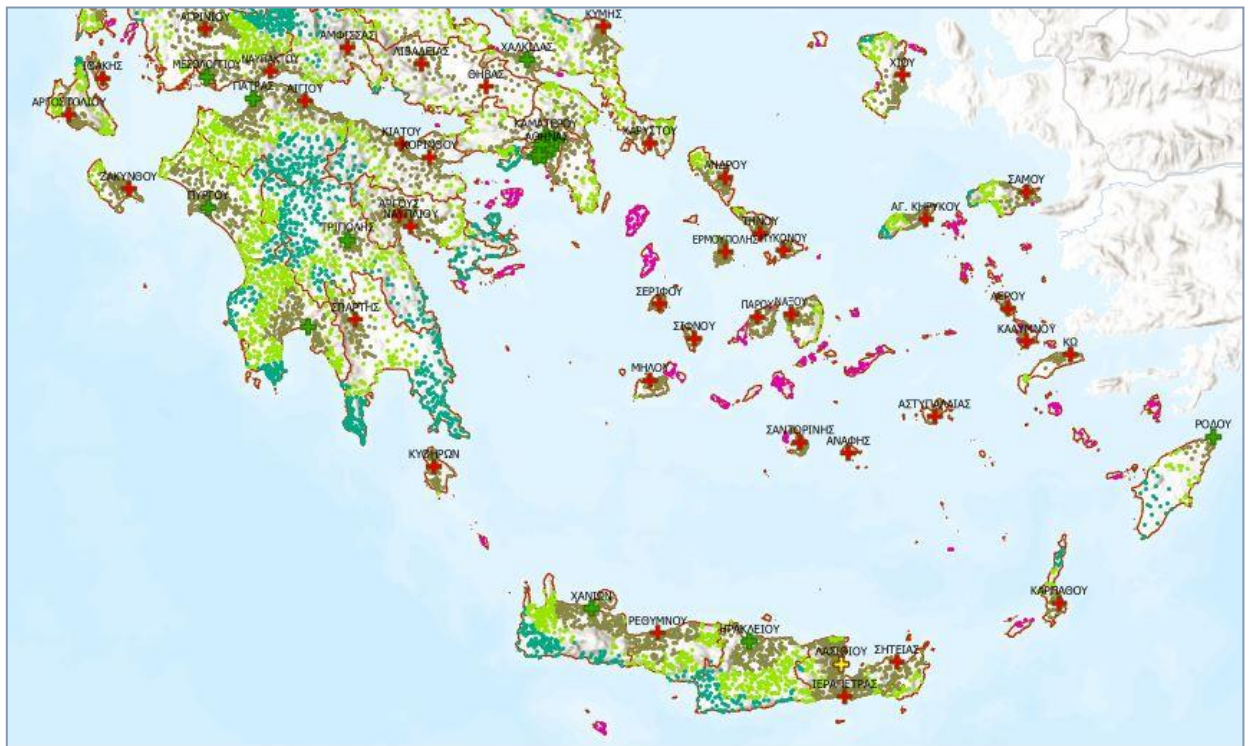 ΑΓΡΙΝΙΟΥ
ΚΥΜΗΣ
ΑΜΦΙΣΣΑΣ
ΛΙΒΑΔΕΙΑΣ
ΧΑΛΚΙΔΑΣ
ΜΕΣΟΛΟΓΓΙΟΥ
ΝΑΥΠΑΚΤΟΥ
ΙΘΑΚΗΣ
ΘΗΒΑΣ
ΧΙΟΥ
ΠΑΤΡΑΣ
ΑΙΓΙΟΥ
ΑΡΓΟΣΤΟΛΙΟΥ
ΚΑΜΑΤΕΡΟΥ
ΑΘΗΝΑΣ
ΚΙΑΤΟΥ
ΚΟΡΙΝΘΟΥ
ΚΑΡΥΣΤΟΥ
ΑΝΔΡΟΥ
ΖΑΚΥΝΘΟΥ
ΣΑΜΟΥ
ΠΥΡΓΟΥ
ΑΡΓΟΥΣ
ΝΑΥΠΛΙΟΥ
ΑΓ. ΚΗΡΥΚΟΥ
ΤΗΝΟΥ
ΤΡΙΠΟΛΗΣ
ΕΡΜΟΥΠΟΛΗΣ
ΜΥΚΟΝΟΥ
ΣΕΡΙΦΟΥ
ΛΕΡΟΥ
ΣΠΑΡΤΗΣ
ΠΑΡΟΥ
ΝΑΞΟΥ
ΣΙΦΝΟΥ
ΚΑΛΥΜΝΟΥ
ΚΩ
ΜΗΛΟΥ
ΑΣΤΥΠΑΛΑΙΑΣ
ΣΑΝΤΟΡΙΝΗΣ
ΑΝΑΦΗΣ
ΡΟΔΟΥ
ΚΥΘΗΡΩΝ
ΚΑΡΠΑΘΟΥ
ΧΑΝΙΩΝ
ΡΕΘΥΜΝΟΥ
ΗΡΑΚΛΕΙΟΥ
ΛΑΣΙΘΙΟΥ
ΣΗΤΕΙΑΣ
ΙΕΡΑΠΕΤΡΑΣ